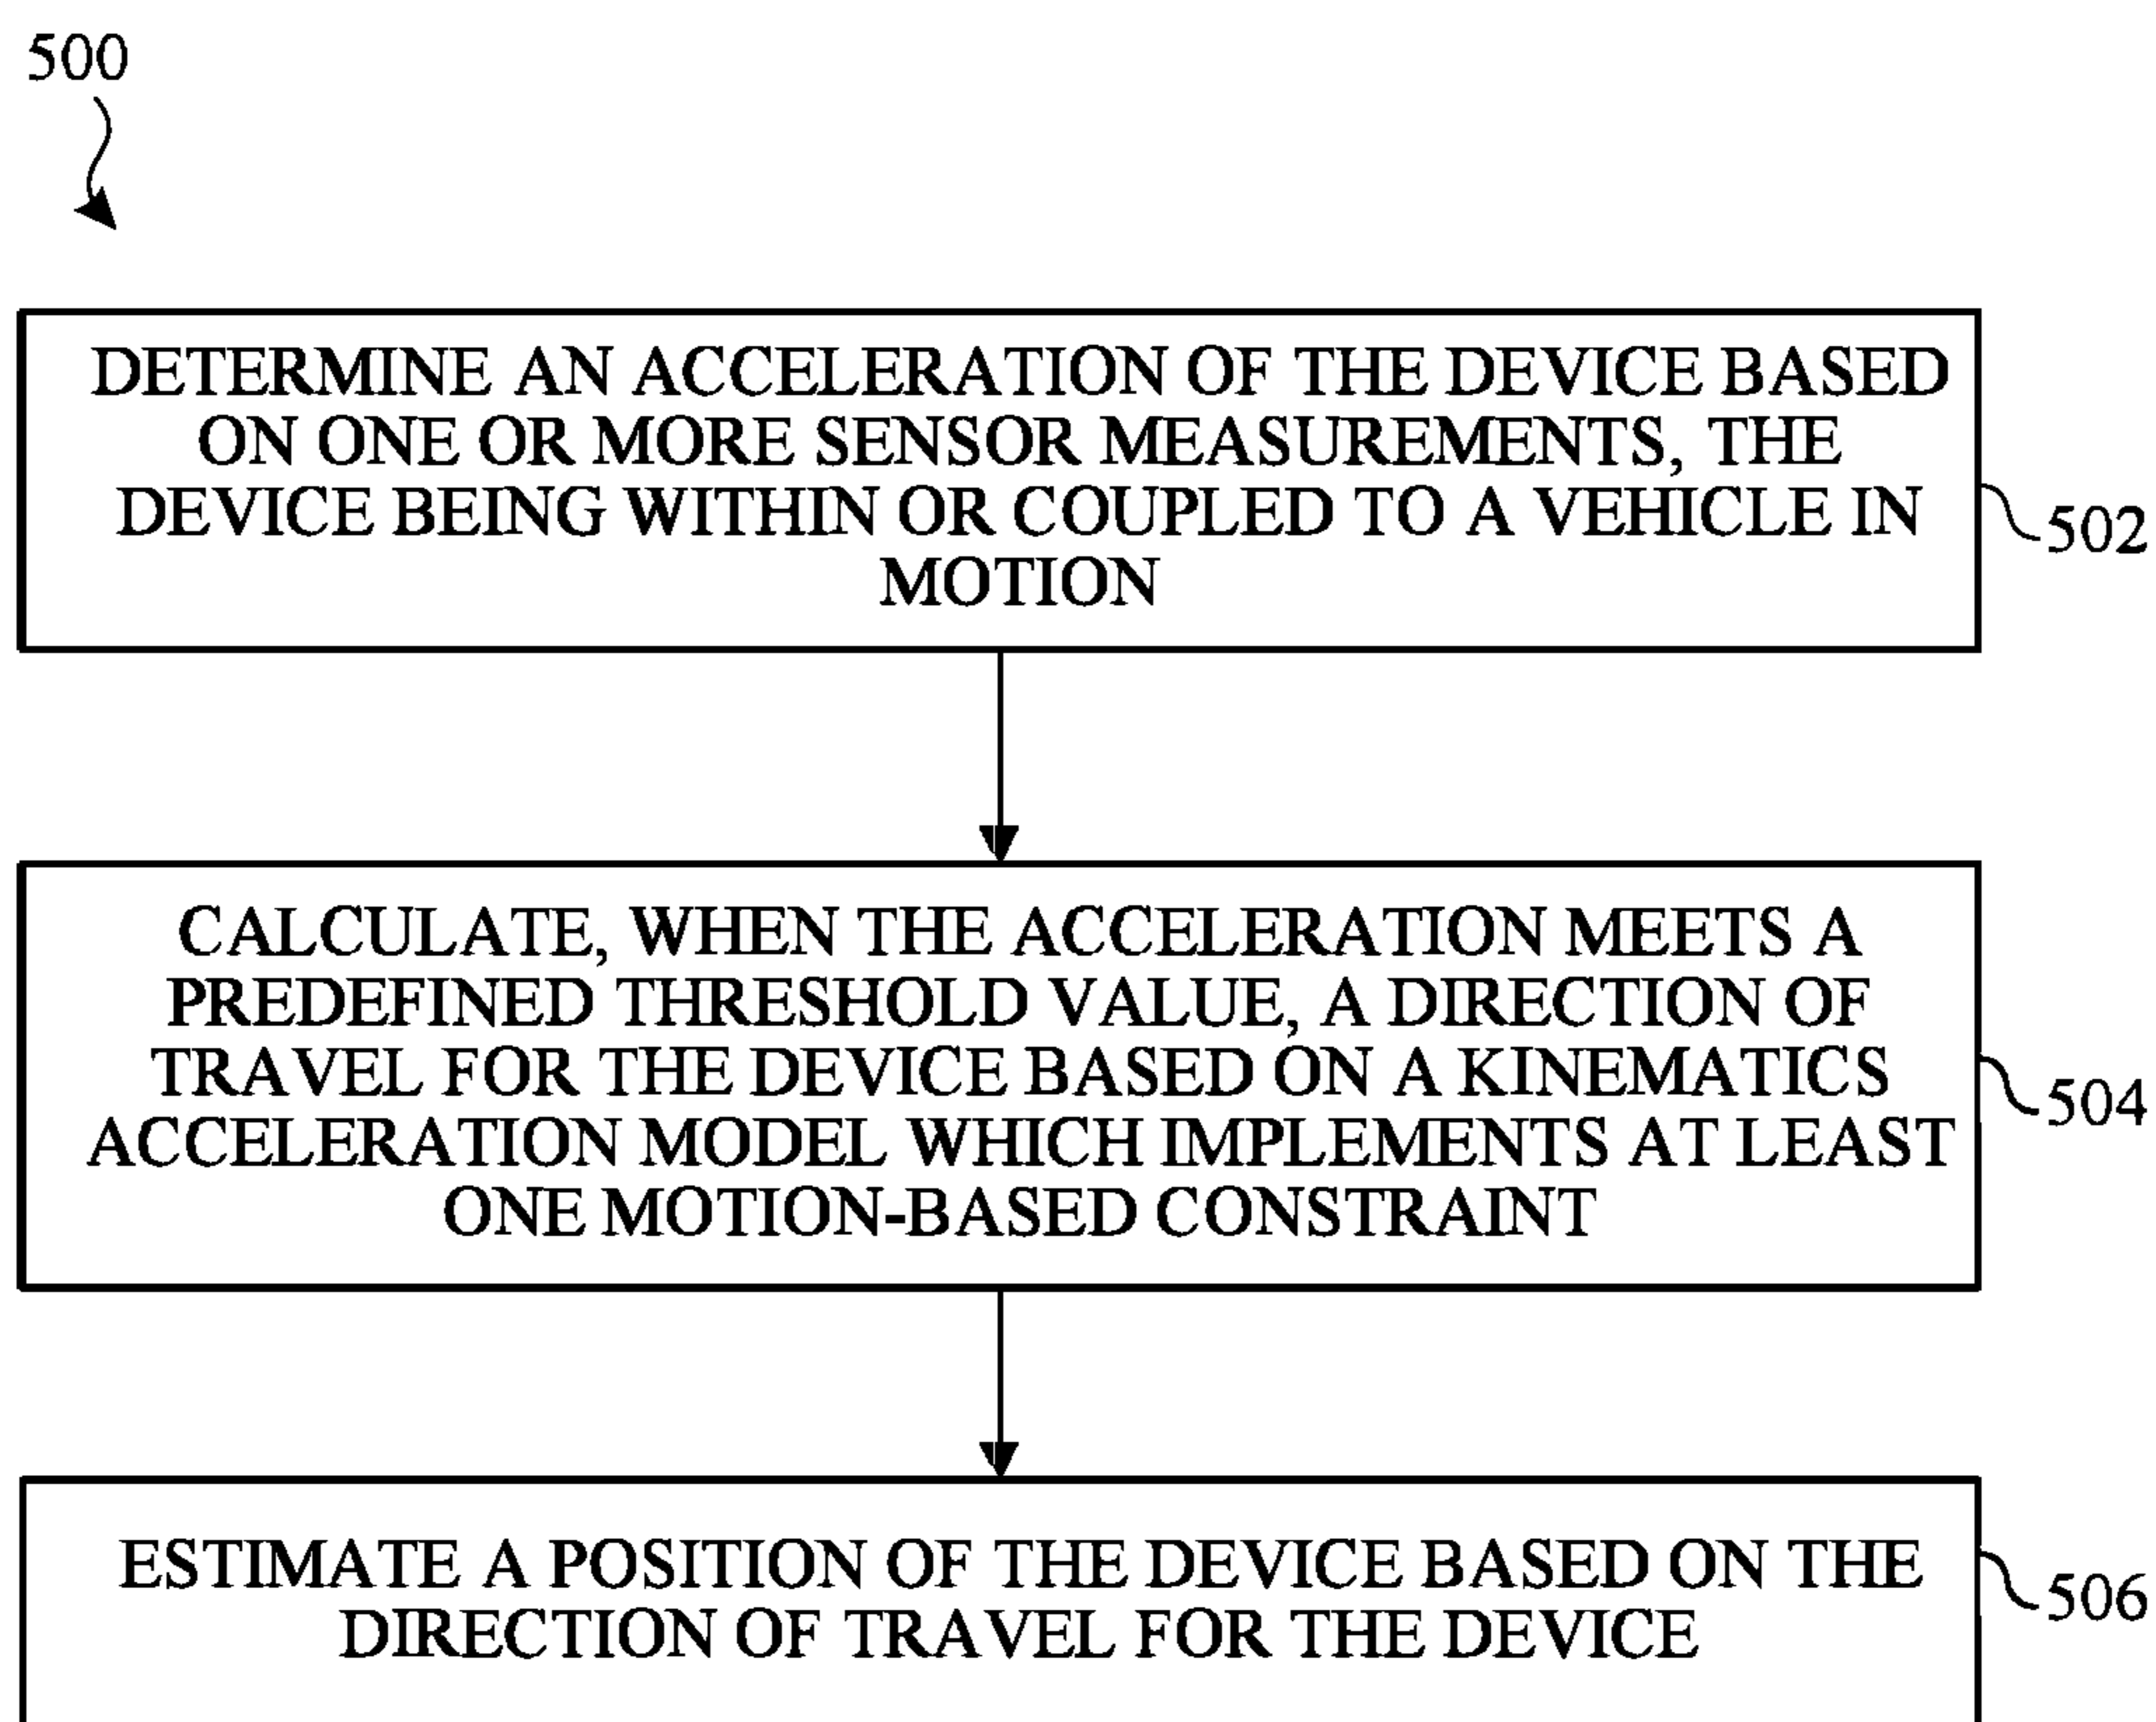 500
DETERMINE AN ACCELERATION OF THE DEVICE BASED
ON ONE OR MORE SENSOR MEASUREMENTS, THE
DEVICE BEING WITHIN OR COUPLED TO A VEHICLE IN
MOTION
502
CALCULATE, WHEN THE ACCELERATION MEETS A
PREDEFINED THRESHOLD VALUE, A DIRECTION OF
TRAVEL FOR THE DEVICE BASED ON A KINEMATICS
ACCELERATION MODEL WHICH IMPLEMENTS AT LEAST
ONE MOTION-BASED CONSTRAINT
504
ESTIMATE A POSITION OF THE DEVICE BASED ON THE
DIRECTION OF TRAVEL FOR THE DEVICE
506